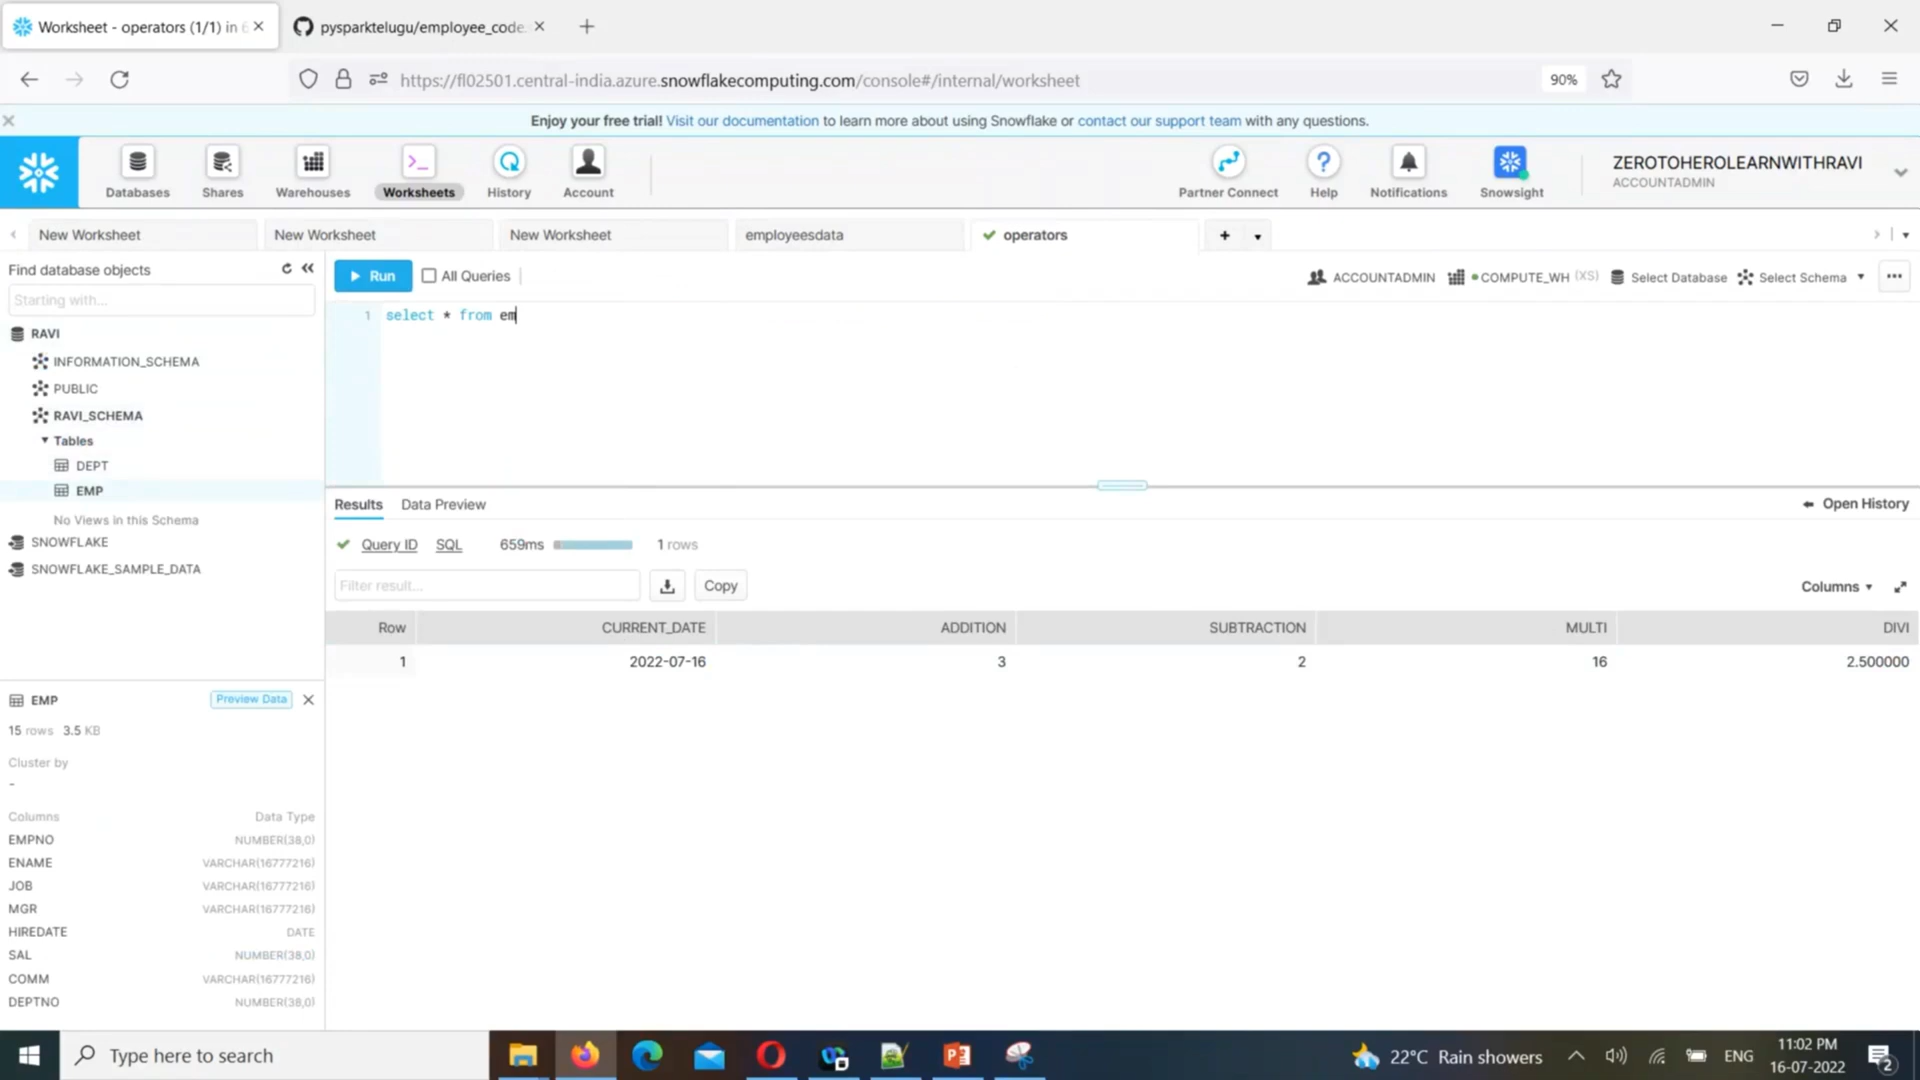 Worksheet - operators (1/1) in
pysparktelugu/employee_code
https://fl02501.central-india.azure.snowflakecomputing.com/console#/internal/worksheet
90%
Enjoy your free trial! Visit our documentation to learn more about using Snowflake or contact our support team with any questions.
Databases
Shares
Warehouses
Worksheets
History
Account
Partner Connect
Help
Notifications
Snowsight
ZEROTOHEROLEARNWITHRAVI
ACCOUNTADMIN
New Worksheet
New Worksheet
New Worksheet
employeesdata
operators
Find database objects
Starting with...
Run
All Queries
ACCOUNTADMIN
COMPUTE_WH (XS)
Select Database
Select Schema
1 select * from em
RAVI
INFORMATION_SCHEMA
PUBLIC
RAVI_SCHEMA
Tables
DEPT
EMP
No Views in this Schema
SNOWFLAKE
SNOWFLAKE_SAMPLE_DATA
Results
Data Preview
Open History
Query ID
SQL
659ms
1 rows
Filter result...
Copy
Columns
Row CURRENT_DATE ADDITION SUBTRACTION MULTI DIVI
1 2022-07-16 3 2 16 2.500000
EMP
Preview Data
15 rows 3.5 KB
Cluster by
-
Columns Data Type
EMPNO NUMBER(38,0)
ENAME VARCHAR(16777216)
JOB VARCHAR(16777216)
MGR VARCHAR(16777216)
HIREDATE DATE
SAL NUMBER(38,0)
COMM VARCHAR(16777216)
DEPTNO NUMBER(38,0)
Type here to search
22°C Rain showers
ENG
11:02 PM
16-07-2022
2